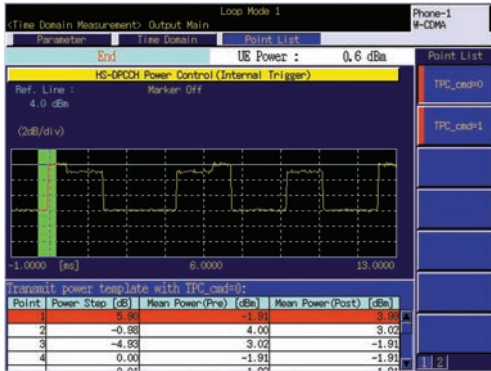 Loop Mode 1
Phone-1
<Time Domain Measurement> Output Main
W-CDMA
Parameter Time Domain Point List
End UE Power : 0.6 dBm
Point List
HS-DPCCH Power Control(Internal Trigger)
Ref. Line : Marker Off
4.0 dBm
TPC_cmd=0
TPC_cmd=1
(2dB/div)
-1.0000 [ms] 6.0000 13.0000
Transmit power template with TPC_cmd=0:
Point Power Step [dB] Mean Power(Pre) [dBm] Mean Power(Post) [dBm]
1 5.90 -1.91 3.99
2 -0.98 4.00 3.02
3 -4.93 3.02 -1.91
4 0.00 -1.91 -1.91
1 2